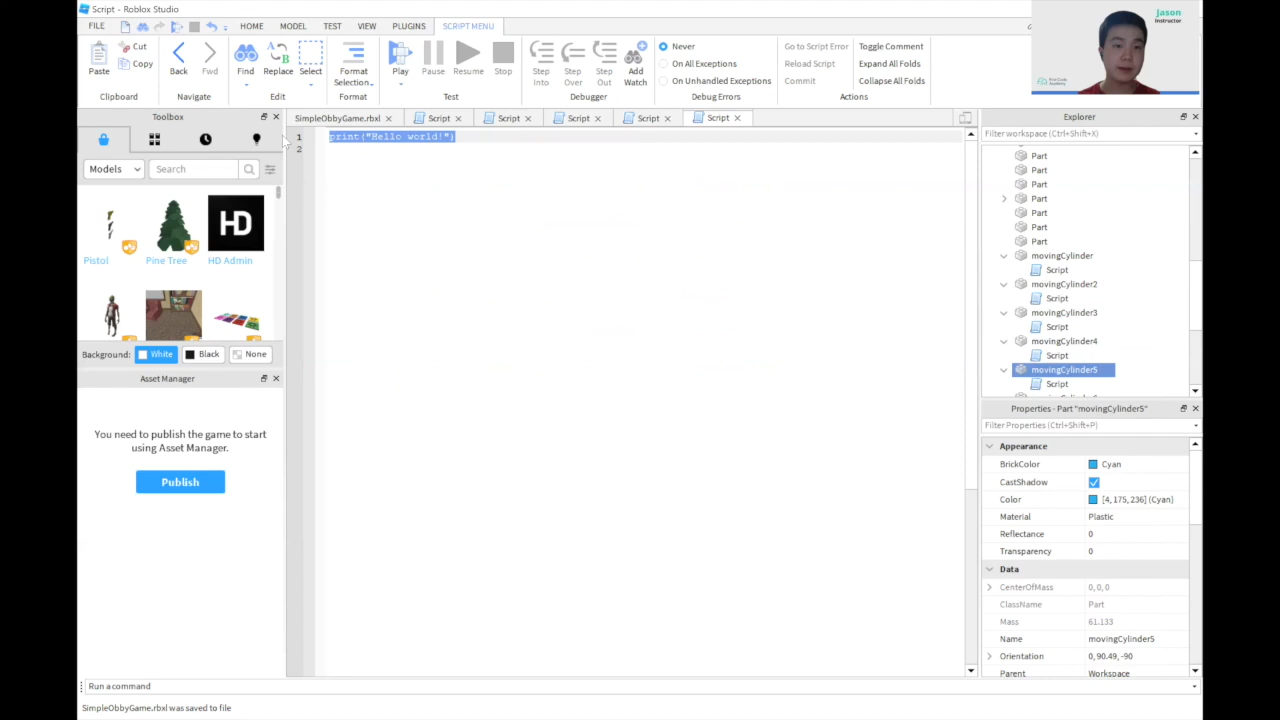 Script - Roblox Studio
FILE HOME MODEL TEST VIEW PLUGINS SCRIPT MENU
Jason
Instructor
Paste Cut Copy
Clipboard
Back Fwd
Navigate
Find Replace Select
Edit
Format
Selection
Format
Play Pause Resume Stop
Test
Step
Into
Step
Over
Step
Out
Add
Watch
Debugger
Never
On All Exceptions
On Unhandled Exceptions
Debug Errors
Go to Script Error
Reload Script
Commit
Toggle Comment
Expand All Folds
Collapse All Folds
Actions
Toolbox
Models Search
Pistol Pine Tree HD Admin
HD
Background: White Black None
Asset Manager
You need to publish the game to start
using Asset Manager.
Publish
SimpleObbyGame.rbxl Script Script Script Script Script
1 print("Hello world!")
2
Explorer
Filter workspace (Ctrl+Shift+X)
Part
Part
Part
Part
Part
Part
Part
movingCylinder
Script
movingCylinder2
Script
movingCylinder3
Script
movingCylinder4
Script
movingCylinder5
Script
Properties - Part "movingCylinder5"
Filter Properties (Ctrl+Shift+P)
Appearance
BrickColor Cyan
CastShadow
Color [4, 175, 236] (Cyan)
Material Plastic
Reflectance 0
Transparency 0
Data
CenterOfMass 0, 0, 0
ClassName Part
Mass 61.133
Name movingCylinder5
Orientation 0, 90.49, -90
Parent Workspace
Run a command
SimpleObbyGame.rbxl was saved to file